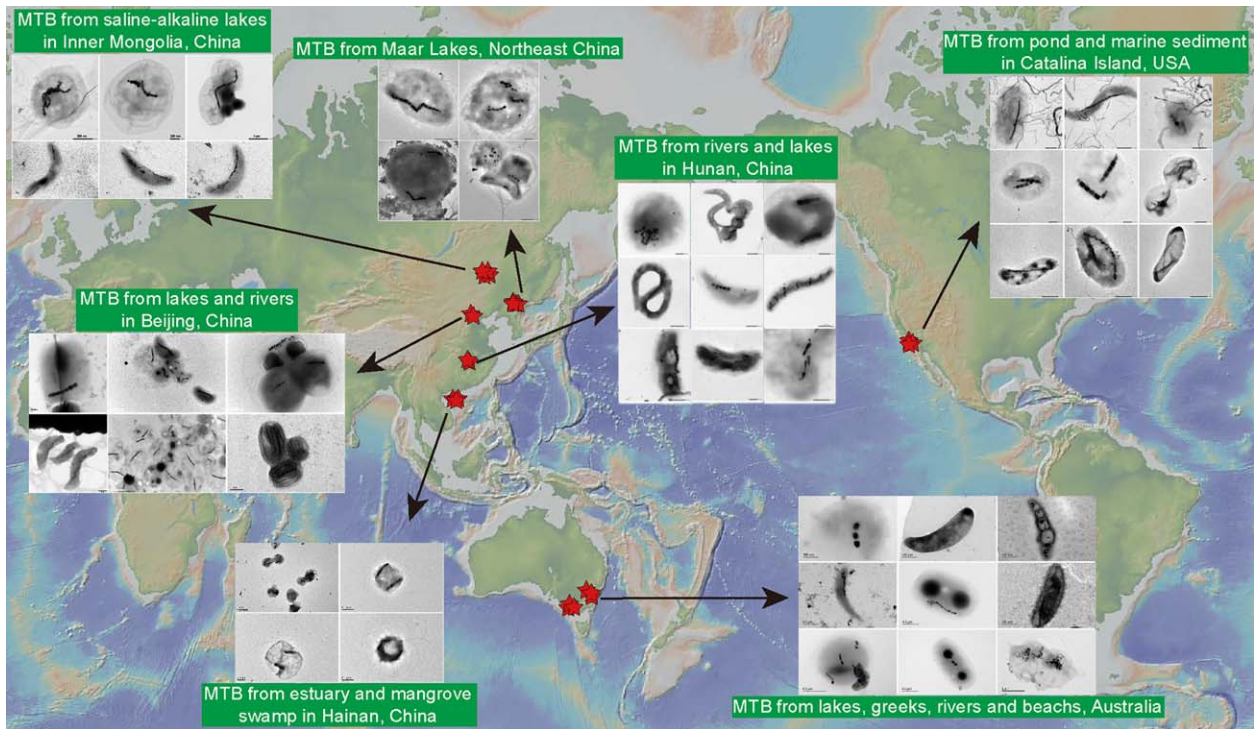 MTB from saline-alkaline lakes
in Inner Mongolia, China
MTB from Maar Lakes, Northeast China
MTB from pond and marine sediment
in Catalina Island, USA
MTB from rivers and lakes
in Hunan, China
MTB from lakes and rivers
in Beijing, China
MTB from estuary and mangrove
swamp in Hainan, China
MTB from lakes, greeks, rivers and beachs, Australia